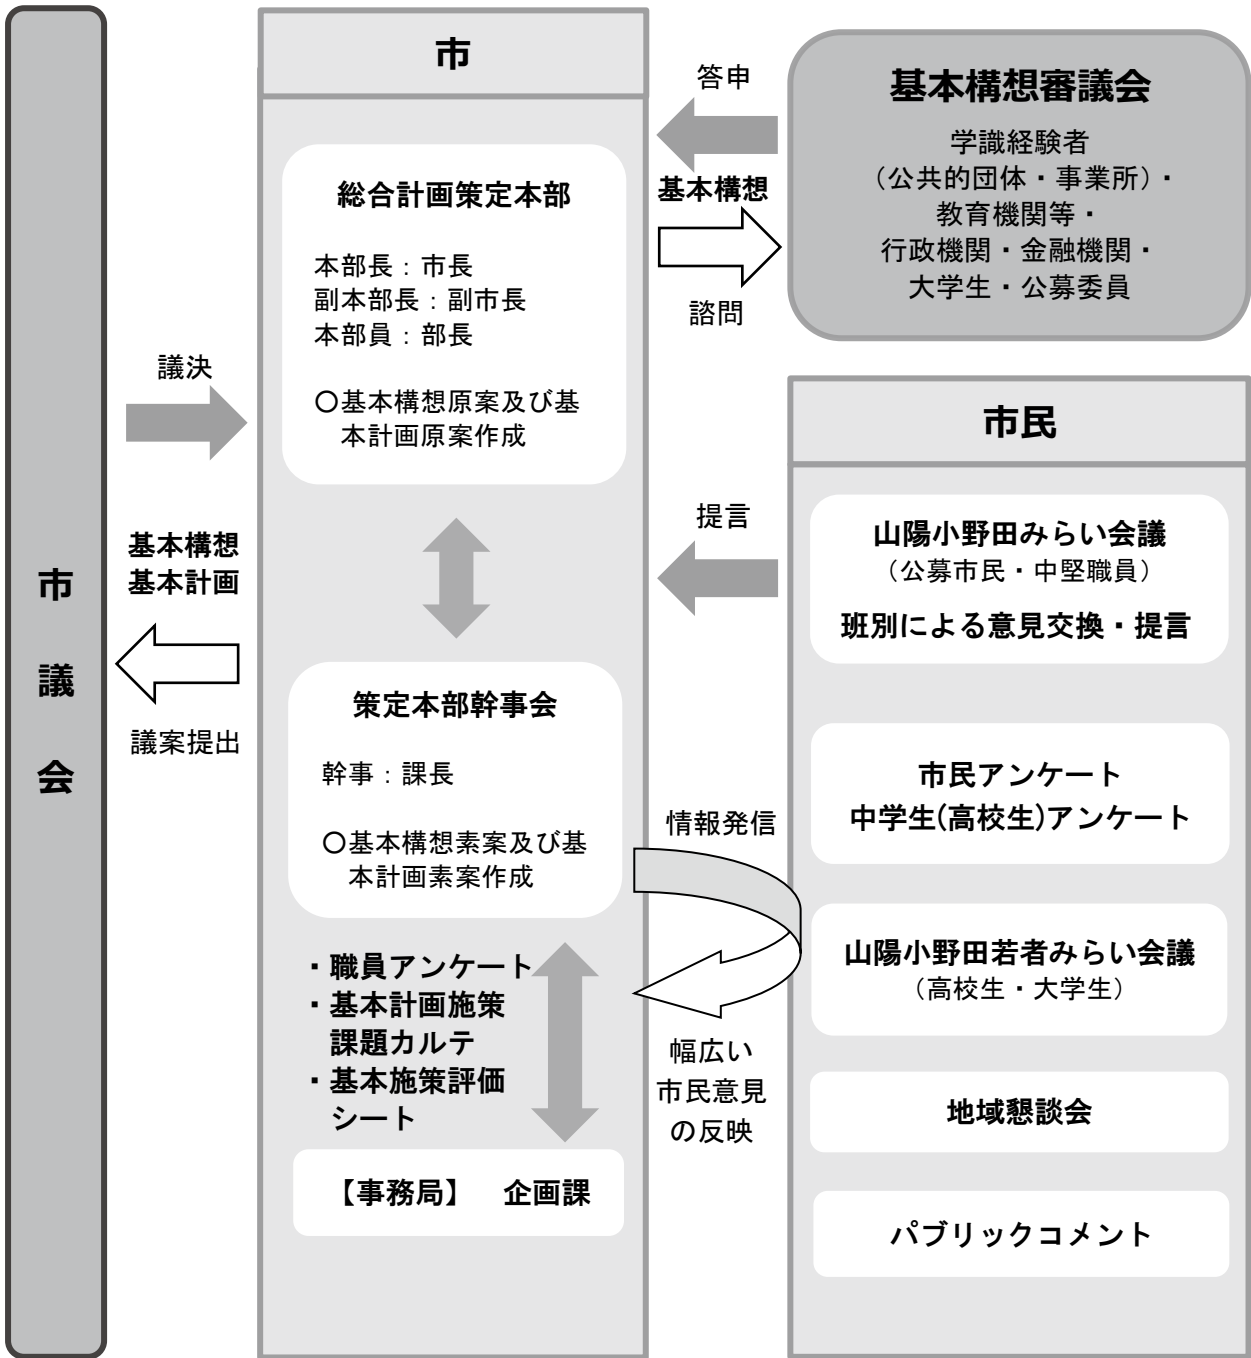 市議会
議決
基本構想
基本計画
議案提出
市
総合計画策定本部
本部長：市長
副本部長：副市長
本部員：部長
〇基本構想原案及び基
本計画原案作成
策定本部幹事会
幹事：課長
〇基本構想素案及び基
本計画素案作成
・職員アンケート
・基本計画施策
課題カルテ
・基本施策評価
シート
【事務局】　企画課
答申
基本構想
諮問
提言
情報発信
幅広い
市民意見
の反映
基本構想審議会
学識経験者
（公共的団体・事業所）・
教育機関等・
行政機関・金融機関・
大学生・公募委員
市民
山陽小野田みらい会議
（公募市民・中堅職員）
班別による意見交換・提言
市民アンケート
中学生(高校生)アンケート
山陽小野田若者みらい会議
（高校生・大学生）
地域懇談会
パブリックコメント